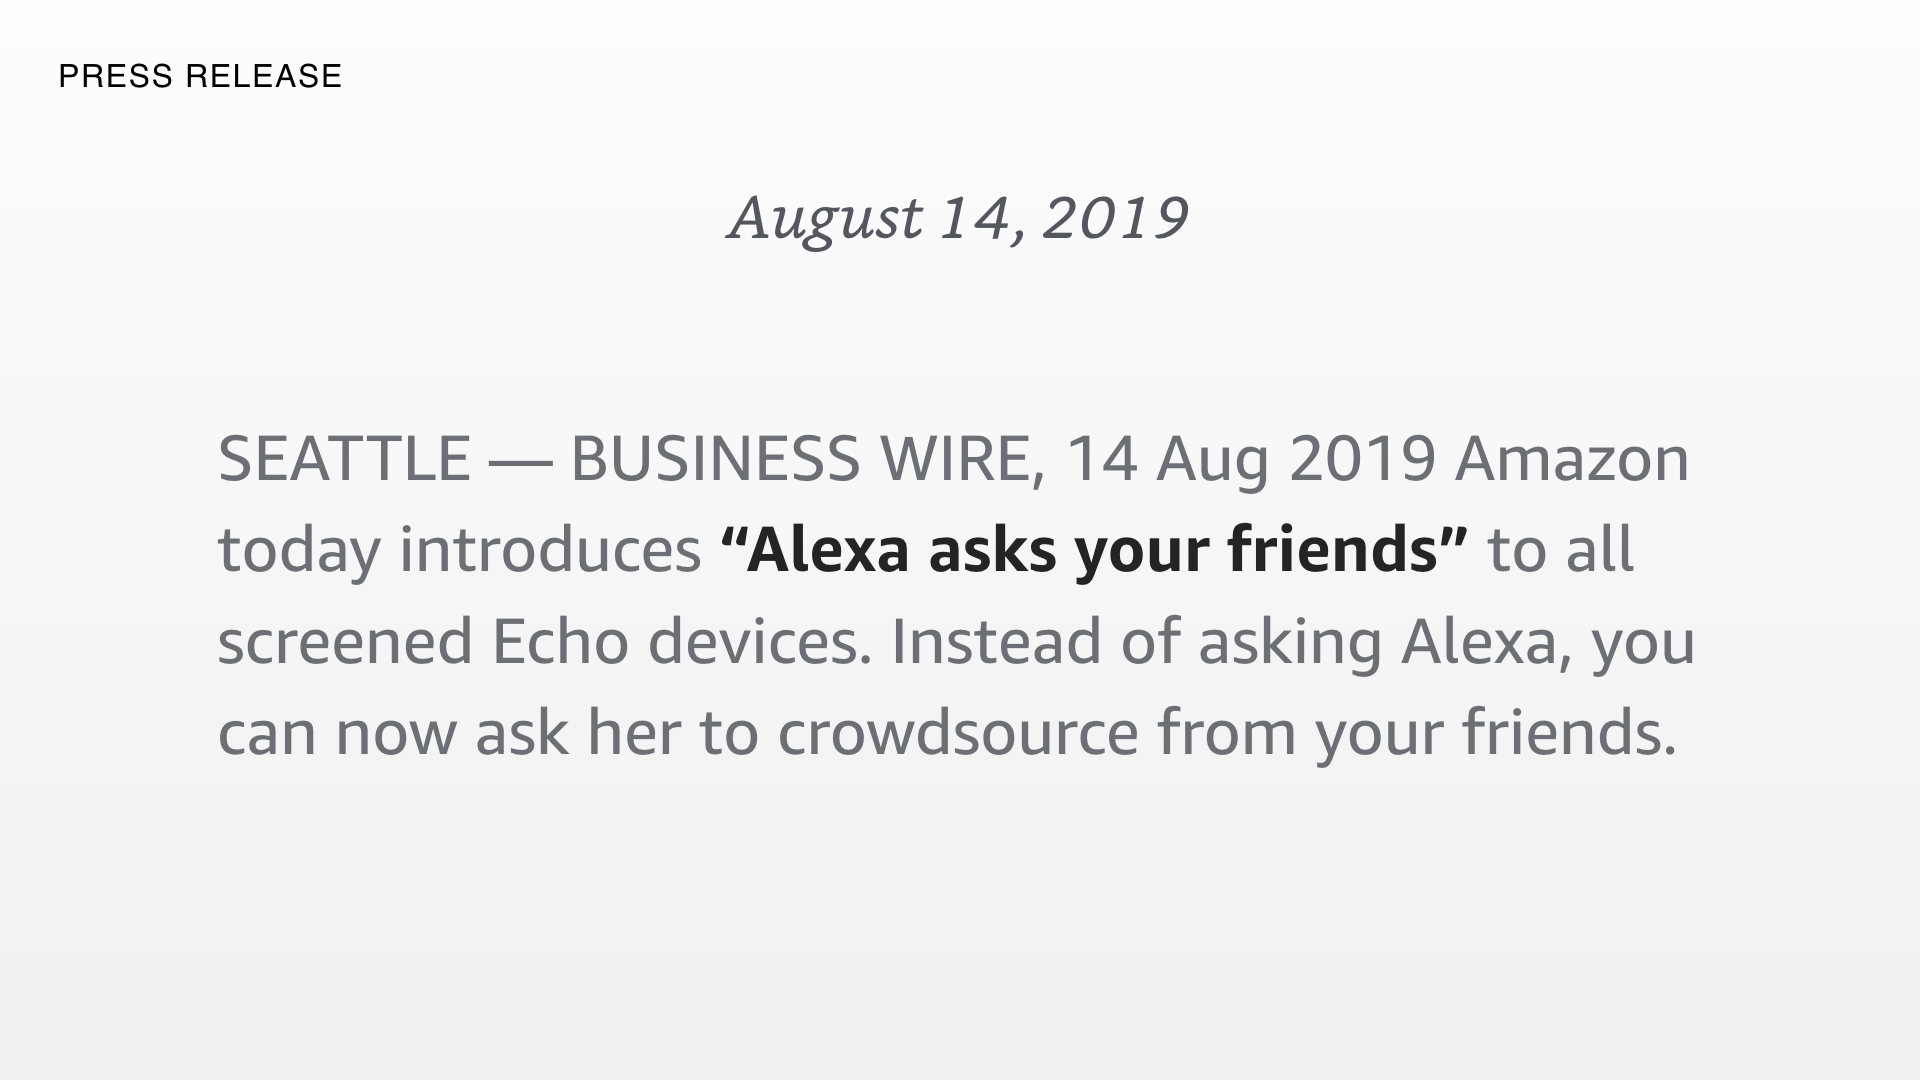 PRESS RELEASE
August 14, 2019
SEATTLE — BUSINESS WIRE, 14 Aug 2019 Amazon
today introduces “Alexa asks your friends” to all
screened Echo devices. Instead of asking Alexa, you
can now ask her to crowdsource from your friends.